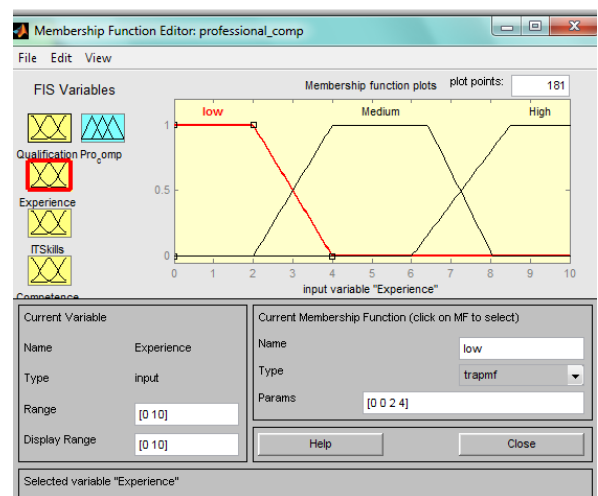 Membership Function Editor: professional_comp
File Edit View
FIS Variables
Membership function plots plot points: 181
low Medium High
1
0.5
0
0 1 2 3 4 5 6 7 8 9 10
input variable "Experience"
Qualification Pro_comp
Experience
ITSkills
Competence
Current Variable
Name Experience
Type input
Range [0 10]
Display Range [0 10]
Current Membership Function (click on MF to select)
Name low
Type trapmf
Params [0 0 2 4]
Help Close
Selected variable "Experience"